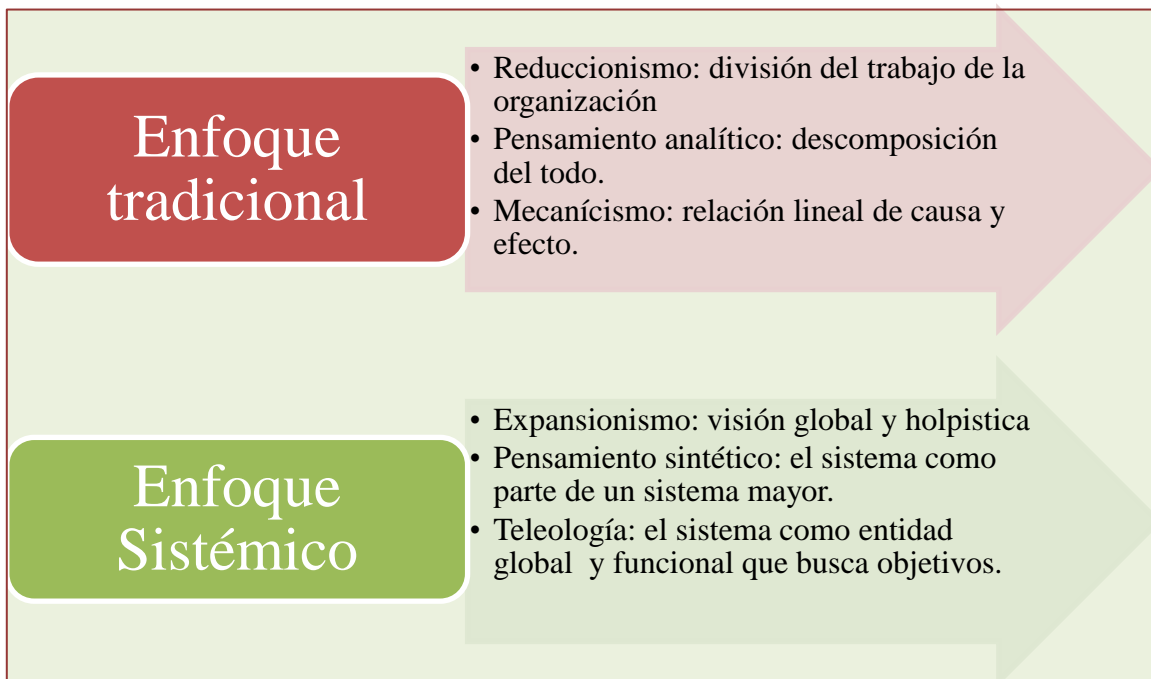 Enfoque
tradicional
• Reduccionismo: división del trabajo de la
organización
• Pensamiento analítico: descomposición
del todo.
• Mecanícismo: relación lineal de causa y
efecto.
Enfoque
Sistémico
• Expansionismo: visión global y holpistica
• Pensamiento sintético: el sistema como
parte de un sistema mayor.
• Teleología: el sistema como entidad
global  y funcional que busca objetivos.